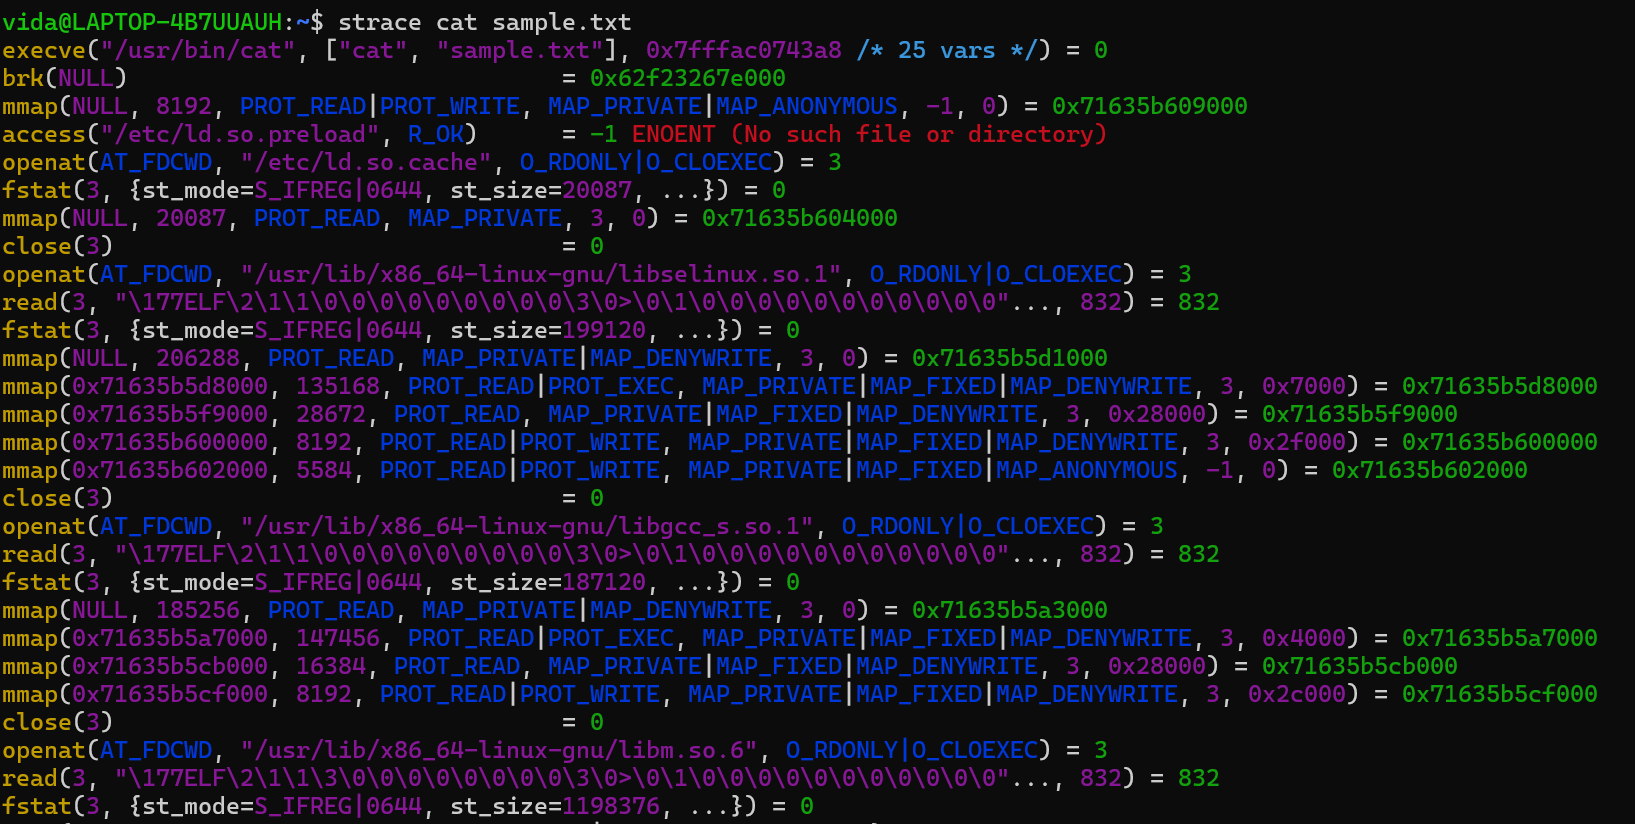 vida@LAPTOP-4B7UUAUH:~$ strace cat sample.txt
execve("/usr/bin/cat", ["cat", "sample.txt"], 0x7fffac0743a8 /* 25 vars */) = 0
brk(NULL)                                = 0x62f23267e000
mmap(NULL, 8192, PROT_READ|PROT_WRITE, MAP_PRIVATE|MAP_ANONYMOUS, -1, 0) = 0x71635b609000
access("/etc/ld.so.preload", R_OK)      = -1 ENOENT (No such file or directory)
openat(AT_FDCWD, "/etc/ld.so.cache", O_RDONLY|O_CLOEXEC) = 3
fstat(3, {st_mode=S_IFREG|0644, st_size=20087, ...}) = 0
mmap(NULL, 20087, PROT_READ, MAP_PRIVATE, 3, 0) = 0x71635b604000
close(3)                                = 0
openat(AT_FDCWD, "/usr/lib/x86_64-linux-gnu/libselinux.so.1", O_RDONLY|O_CLOEXEC) = 3
read(3, "\177ELF\2\1\1\0\0\0\0\0\0\0\0\0\3\0>\0\1\0\0\0\0\0\0\0\0\0\0\0"..., 832) = 832
fstat(3, {st_mode=S_IFREG|0644, st_size=199120, ...}) = 0
mmap(NULL, 206288, PROT_READ, MAP_PRIVATE|MAP_DENYWRITE, 3, 0) = 0x71635b5d1000
mmap(0x71635b5d8000, 135168, PROT_READ|PROT_EXEC, MAP_PRIVATE|MAP_FIXED|MAP_DENYWRITE, 3, 0x7000) = 0x71635b5d8000
mmap(0x71635b5f9000, 28672, PROT_READ, MAP_PRIVATE|MAP_FIXED|MAP_DENYWRITE, 3, 0x28000) = 0x71635b5f9000
mmap(0x71635b600000, 8192, PROT_READ|PROT_WRITE, MAP_PRIVATE|MAP_FIXED|MAP_DENYWRITE, 3, 0x2f000) = 0x71635b600000
mmap(0x71635b602000, 5584, PROT_READ|PROT_WRITE, MAP_PRIVATE|MAP_FIXED|MAP_ANONYMOUS, -1, 0) = 0x71635b602000
close(3)                                = 0
openat(AT_FDCWD, "/usr/lib/x86_64-linux-gnu/libgcc_s.so.1", O_RDONLY|O_CLOEXEC) = 3
read(3, "\177ELF\2\1\1\0\0\0\0\0\0\0\0\0\3\0>\0\1\0\0\0\0\0\0\0\0\0\0\0"..., 832) = 832
fstat(3, {st_mode=S_IFREG|0644, st_size=187120, ...}) = 0
mmap(NULL, 185256, PROT_READ, MAP_PRIVATE|MAP_DENYWRITE, 3, 0) = 0x71635b5a3000
mmap(0x71635b5a7000, 147456, PROT_READ|PROT_EXEC, MAP_PRIVATE|MAP_FIXED|MAP_DENYWRITE, 3, 0x4000) = 0x71635b5a7000
mmap(0x71635b5cb000, 16384, PROT_READ, MAP_PRIVATE|MAP_FIXED|MAP_DENYWRITE, 3, 0x28000) = 0x71635b5cb000
mmap(0x71635b5cf000, 8192, PROT_READ|PROT_WRITE, MAP_PRIVATE|MAP_FIXED|MAP_DENYWRITE, 3, 0x2c000) = 0x71635b5cf000
close(3)                                = 0
openat(AT_FDCWD, "/usr/lib/x86_64-linux-gnu/libm.so.6", O_RDONLY|O_CLOEXEC) = 3
read(3, "\177ELF\2\1\1\3\0\0\0\0\0\0\0\0\3\0>\0\1\0\0\0\0\0\0\0\0\0\0\0"..., 832) = 832
fstat(3, {st_mode=S_IFREG|0644, st_size=1198376, ...}) = 0